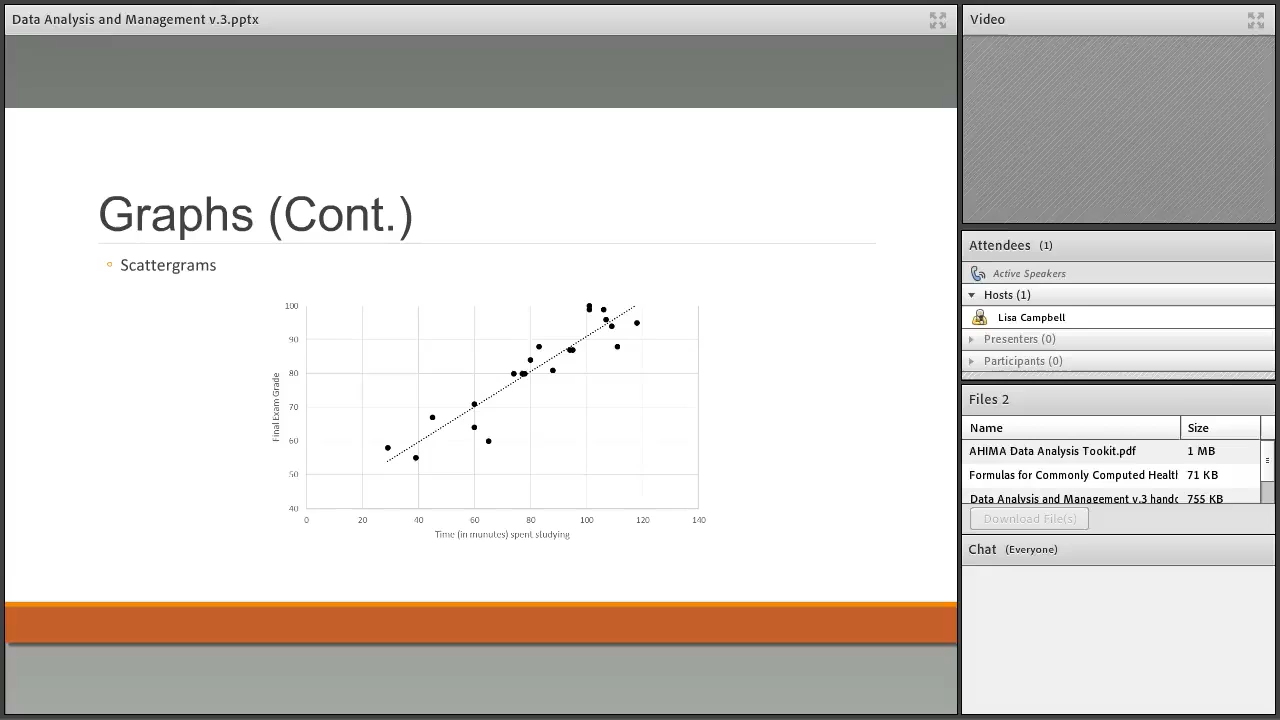 Data Analysis and Management v.3.pptx
Graphs (Cont.)
Scattergrams
100
90
80
70
60
50
40
Final Exam Grade
0 20 40 60 80 100 120 140
Time (in munutes) spent studying
Video
Attendees (1)
Active Speakers
Hosts (1)
Lisa Campbell
Presenters (0)
Participants (0)
Files 2
Name Size
AHIMA Data Analysis Tookit.pdf 1 MB
Formulas for Commonly Computed Healt 71 KB
Data Analysis and Management v.3 hando 755 KB
Download File(s)
Chat (Everyone)